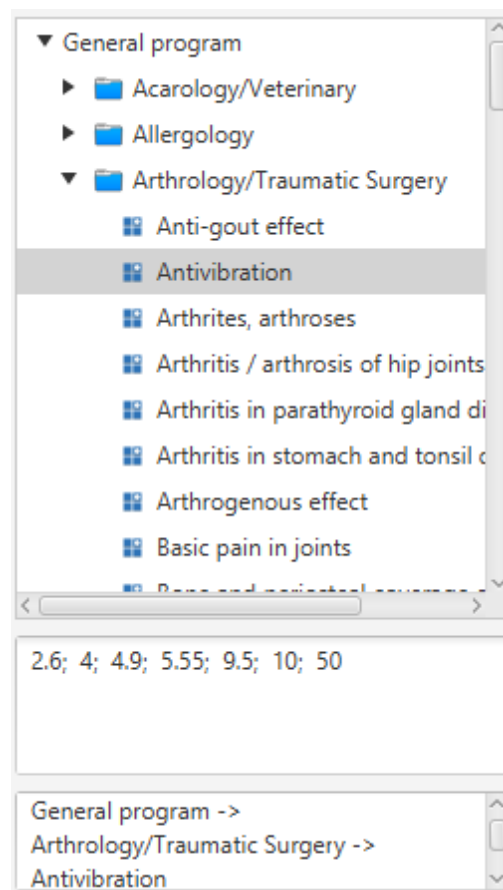 General program
Acarology/Veterinary
Allergology
Arthrology/Traumatic Surgery
Anti-gout effect
Antivibration
Arthrites, arthroses
Arthritis / arthrosis of hip joints
Arthritis in parathyroid gland di
Arthritis in stomach and tonsil
Arthrogenous effect
Basic pain in joints
2.6; 4; 4.9; 5.55; 9.5; 10; 50
General program ->
Arthrology/Traumatic Surgery ->
Antivibration